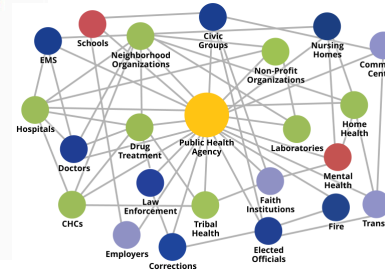 Schools
Civic
Groups
EMS
Neighborhood
Organizations
Nursing
Homes
Non-Profit
Organizations
Hospitals
Public Health
Agency
Home
Health
Drug
Treatment
Laboratories
Doctors
Mental
Health
Law
Enforcement
Faith
Institutions
CHCs
Tribal
Health
Fire
Employers
Elected
Officials
Corrections